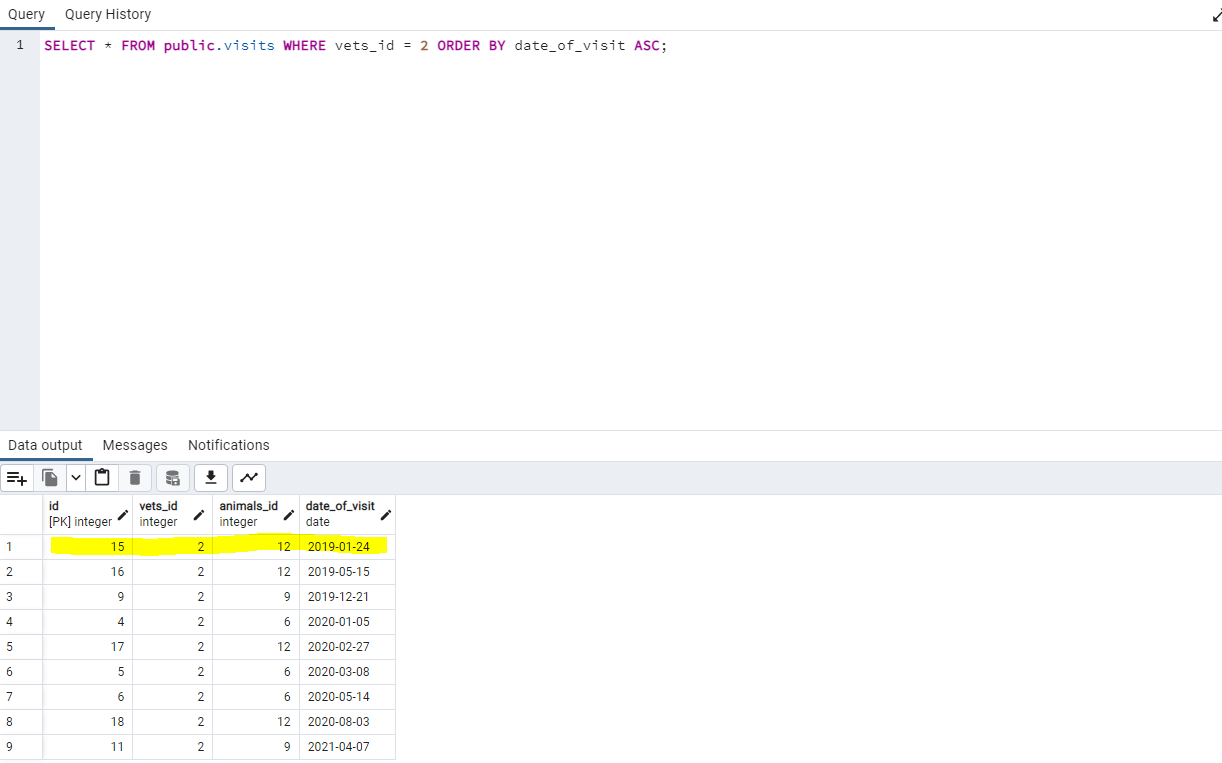 Query Query History
1 SELECT * FROM public.visits WHERE vets_id = 2 ORDER BY date_of_visit ASC;
Data output Messages Notifications
id vets_id animals_id date_of_visit
[PK] integer integer integer date
1 15 2 12 2019-01-24
2 16 2 12 2019-05-15
3 9 2 9 2019-12-21
4 4 2 6 2020-01-05
5 17 2 12 2020-02-27
6 5 2 6 2020-03-08
7 6 2 6 2020-05-14
8 18 2 12 2020-08-03
9 11 2 9 2021-04-07